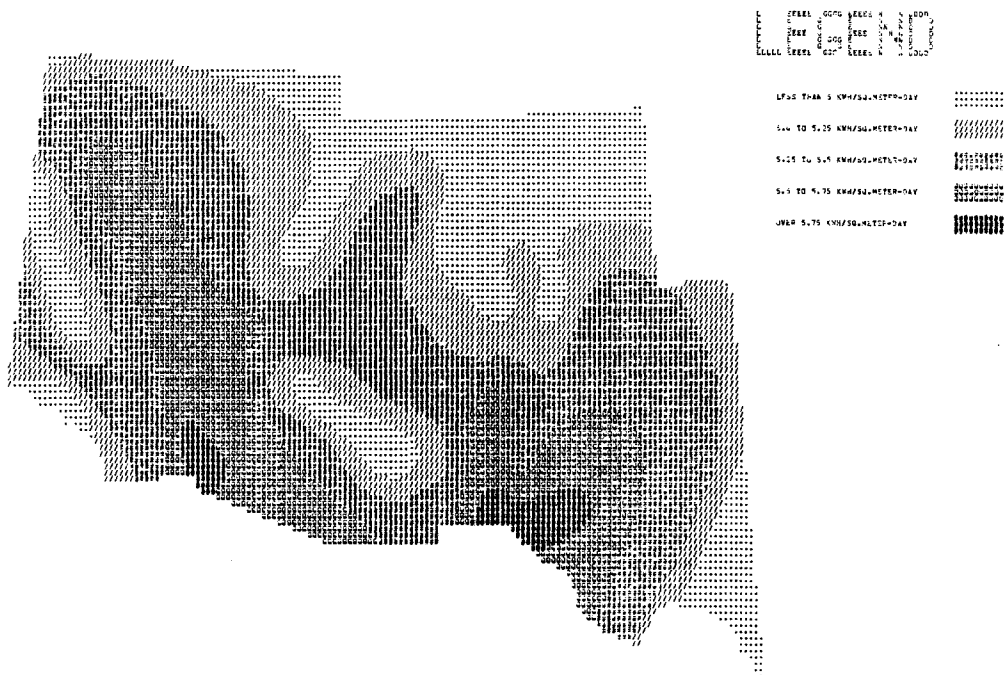 LEGEND
LESS THAN 5 KWH/SQ.METER-DAY
5.0 TO 5.25 KWH/SQ.METER-DAY
5.25 TO 5.5 KWH/SQ.METER-DAY
5.5 TO 5.75 KWH/SQ.METER-DAY
OVER 5.75 KWH/SQ.METER-DAY